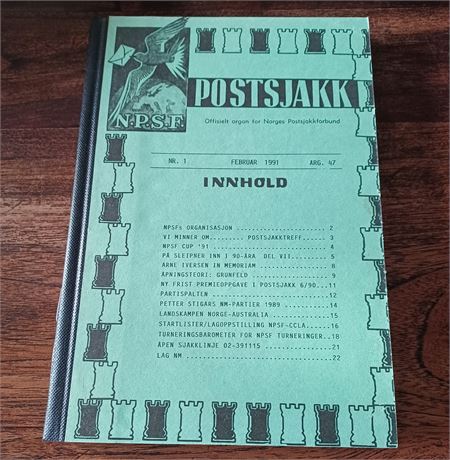 N.P.S.F.
POSTSJAKK
Offisielt organ for Norges Postsjakkforbund
NR. 1 FEBRUAR 1991 ARG. 47
INNHOLD
NPSFs ORGANISASJON .................... 2
VI MINNER OM....... POSTSJAKKTREFF..... 3
NPSF CUP '91 .......................... 4
PÅ SLEIPNER INN I 90-ÅRA DEL VII..... 5
ARNE IVERSEN IN MEMORIAM .............. 8
ÅPNINGSTEORI: GRUNFELD ................ 9
NY FRIST PREMIEOPPGAVE I POSTSJAKK 6/90...11
PARTISPALTEN .......................... 12
PETTER STIGARS NM-PARTIER 1989 ........14
LANDSKAMPEN NORGE-AUSTRALIA ...........15
STARTLISTER/LAGOPPSTILLING NPSF-CCLA...16
TURNERINGSBAROMETER FOR NPSF TURNERINGER..18
ÅPEN SJAKKLINJE 02-391115 .............21
LAG NM ................................22